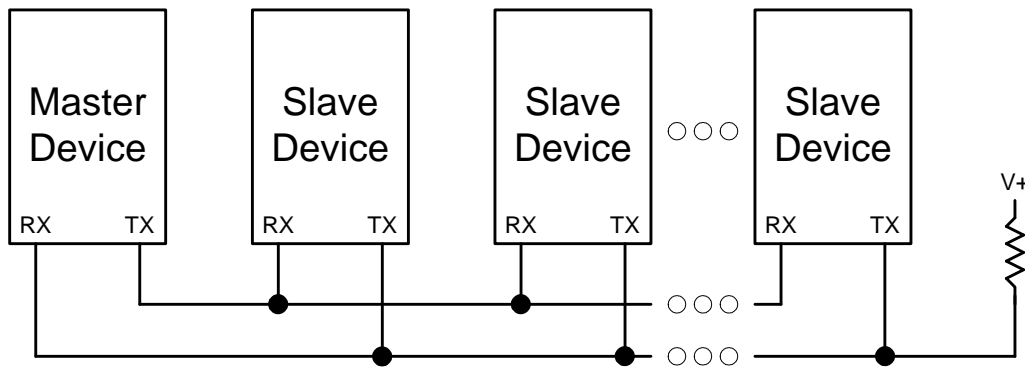 Master
Device
RX TX
Slave
Device
RX TX
Slave
Device
RX TX
Slave
Device
RX TX
V+